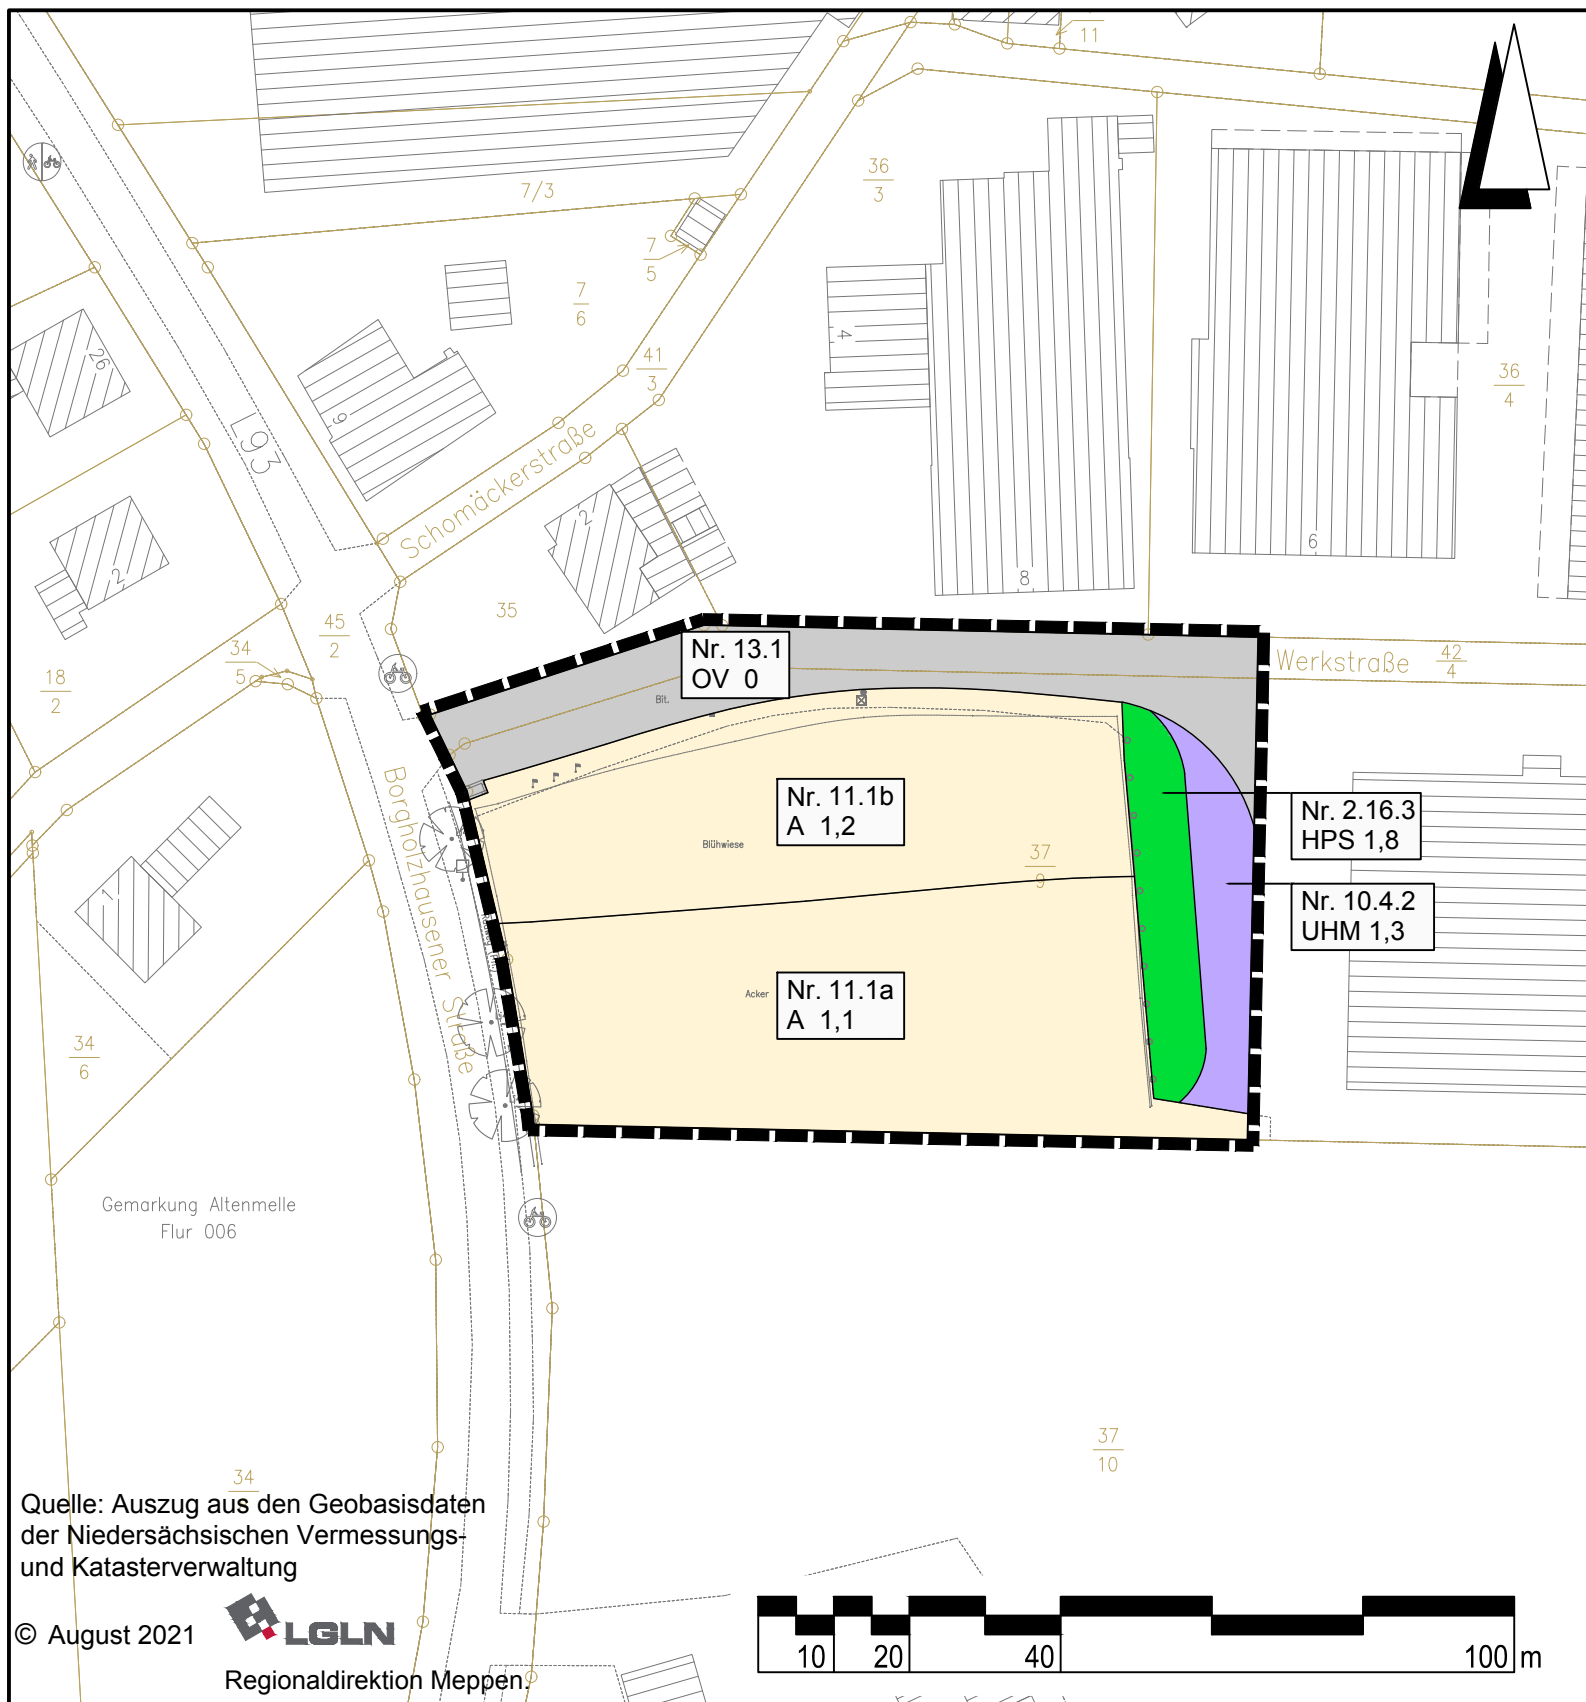 11
36
3
7/3
7
5
7
6
41
3
4
36
4
26
9
L93
Schomäckerstraße
2
2
8
6
35
45
2
34
5
18
2
Nr. 13.1
OV 0
Werkstraße
42
4
Bit.
Nr. 11.1b
A 1,2
Nr. 2.16.3
HPS 1,8
Blühwiese
37
9
Borgholzhausener Straße
1
Nr. 10.4.2
UHM 1,3
Acker
Nr. 11.1a
A 1,1
34
6
Gemarkung Altenmelle
Flur 006
37
10
34
Quelle: Auszug aus den Geobasisdaten
der Niedersächsischen Vermessungs-
und Katasterverwaltung
© August 2021
LGLN
Regionaldirektion Meppen.
10 20 40 100 m